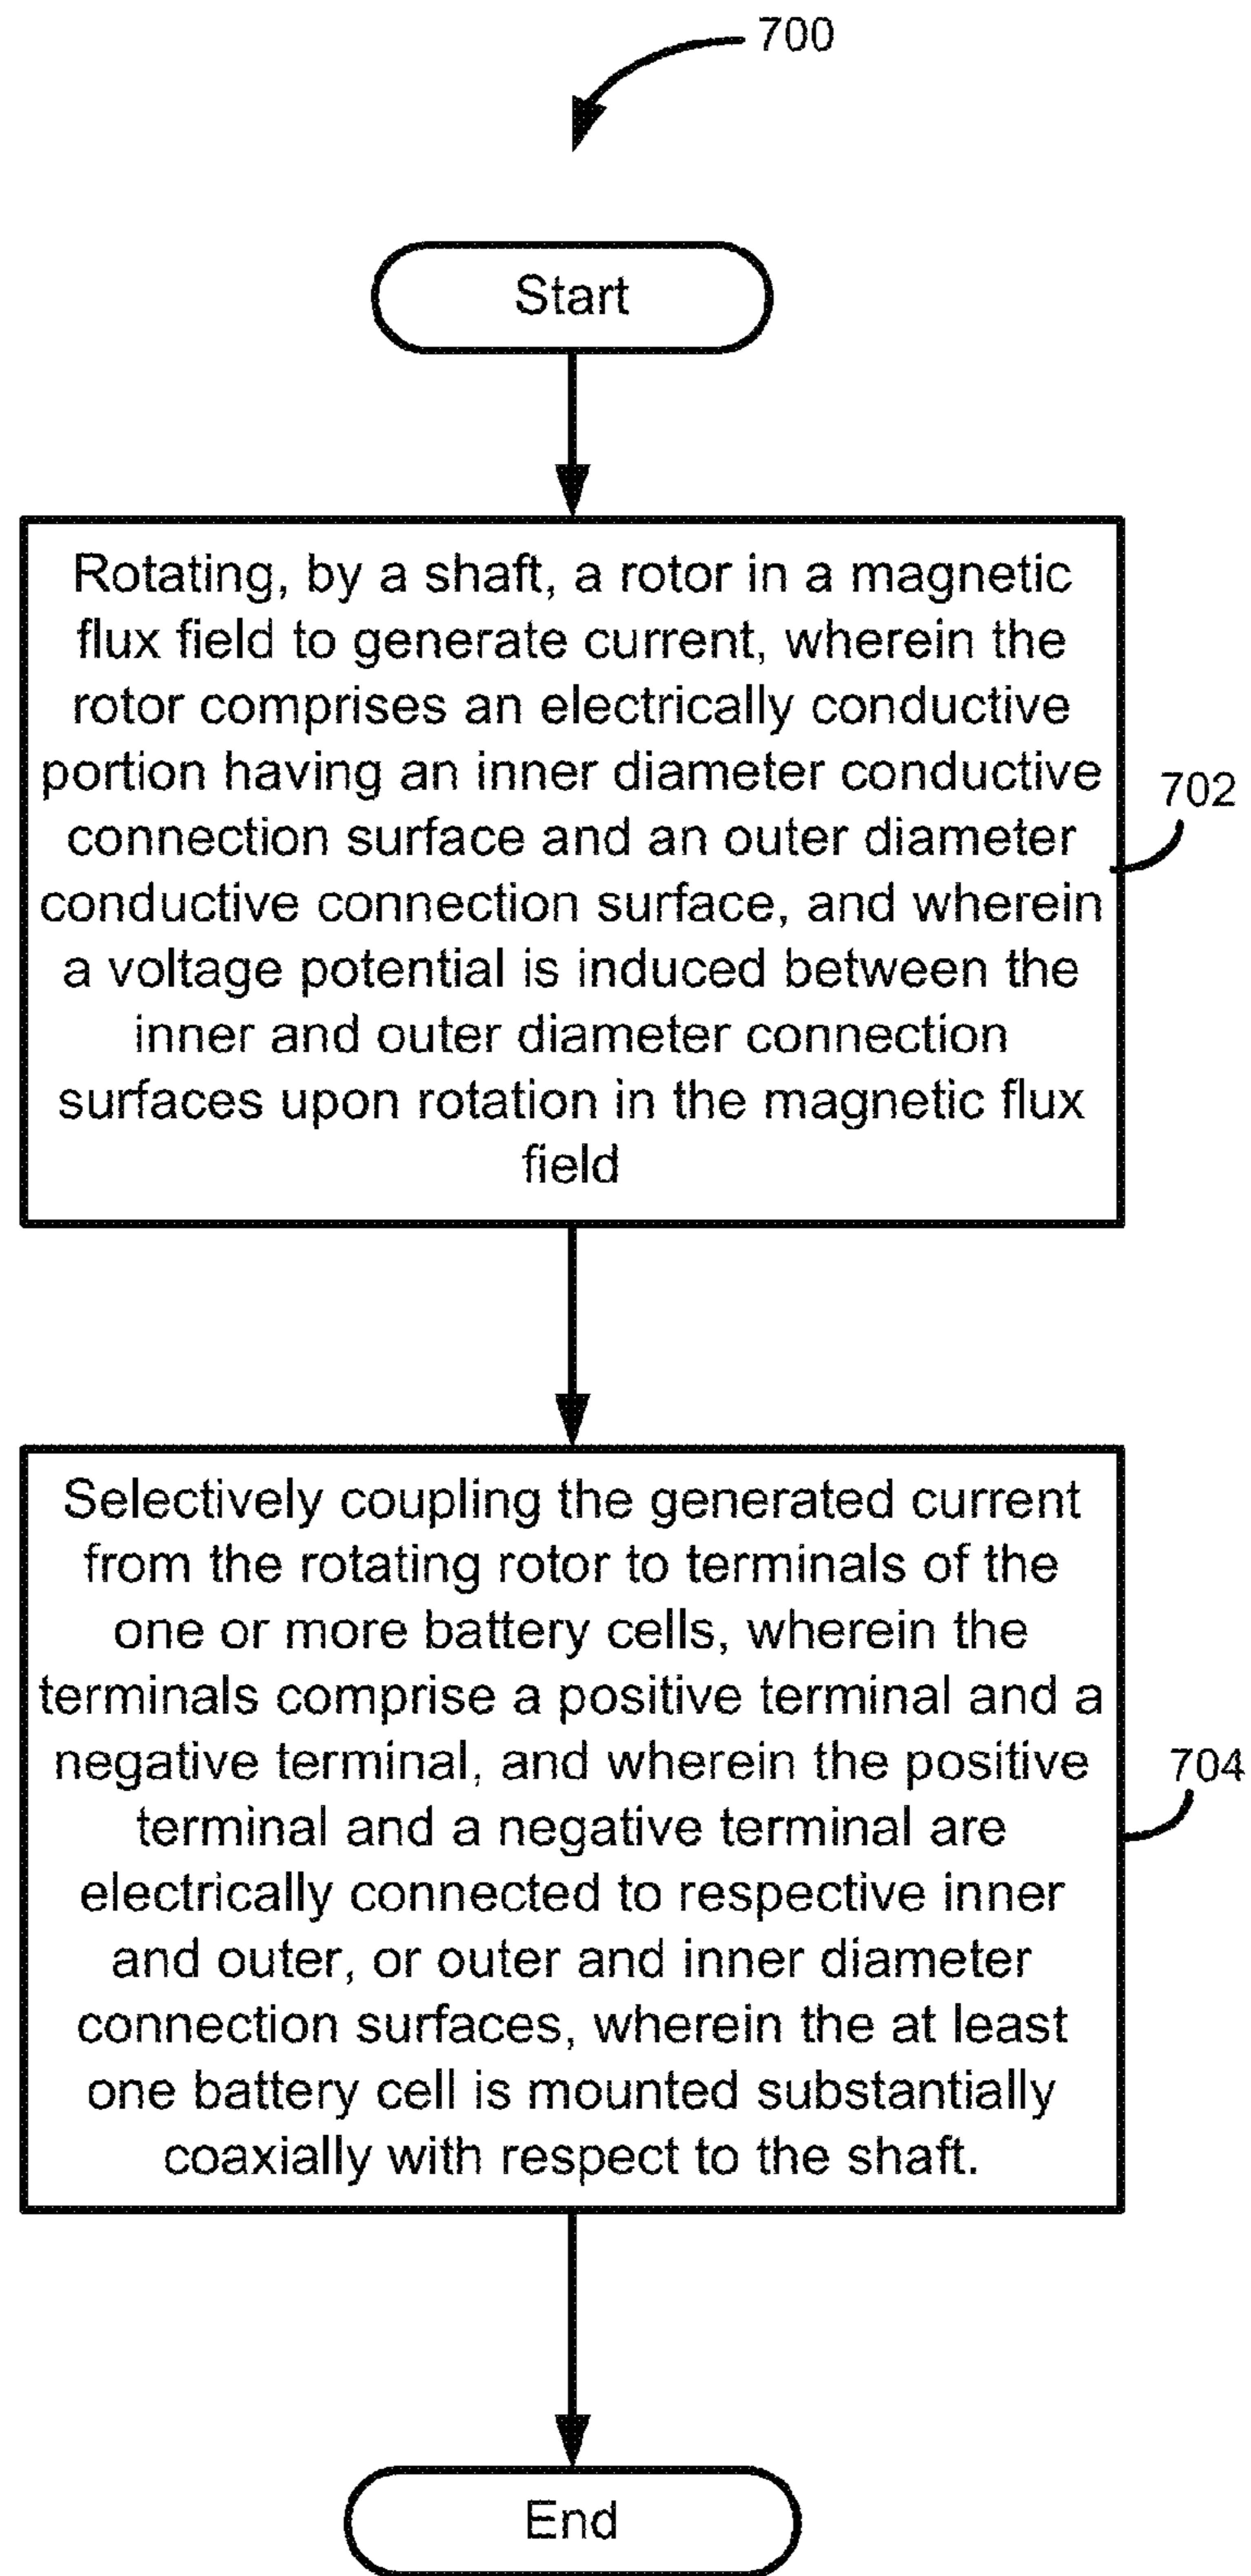 700
Start
Rotating, by a shaft, a rotor in a magnetic
flux field to generate current, wherein the
rotor comprises an electrically conductive
portion having an inner diameter conductive
connection surface and an outer diameter
conductive connection surface, and wherein
a voltage potential is induced between the
inner and outer diameter connection
surfaces upon rotation in the magnetic flux
field
702
Selectively coupling the generated current
from the rotating rotor to terminals of the
one or more battery cells, wherein the
terminals comprise a positive terminal and a
negative terminal, and wherein the positive
terminal and a negative terminal are
electrically connected to respective inner
and outer, or outer and inner diameter
connection surfaces, wherein the at least
one battery cell is mounted substantially
coaxially with respect to the shaft.
704
End